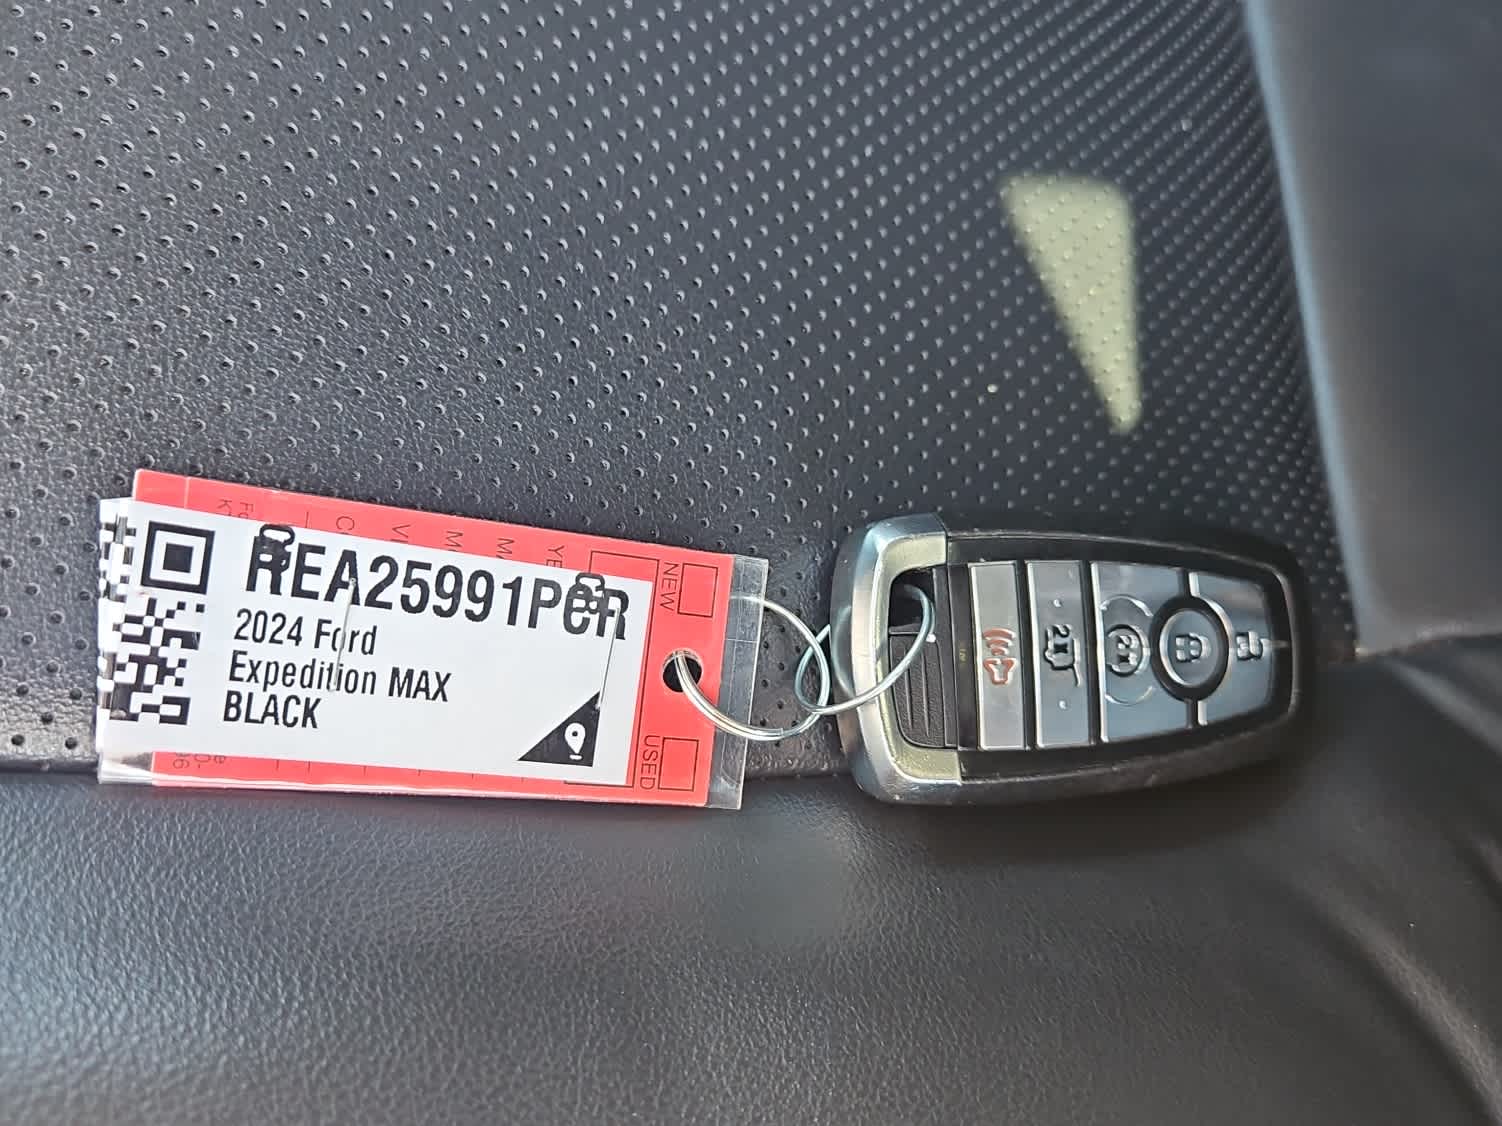 REA25991PCR
2024 Ford
Expedition MAX
BLACK
NEW
USED